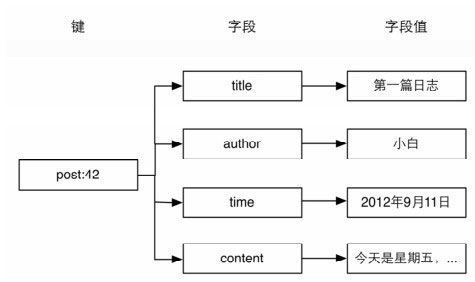 键 字段 字段值
title 第一篇日志
author 小白
post:42
time 2012年9月11日
content 今天是星期五，...